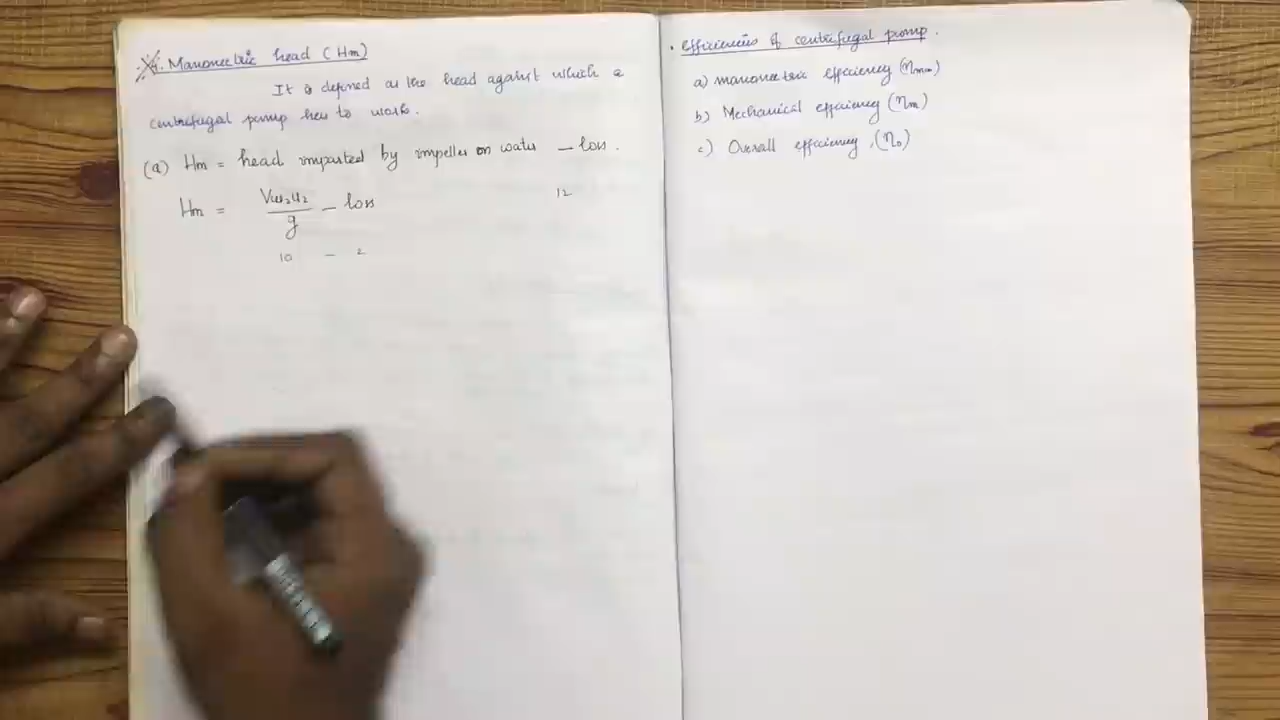 Manometric head (Hm)
It is defined as the head against which a
centrifugal pump has to work.
(a) Hm = head imparted by impeller on water - loss.
Hm = Vw2u2/g - loss
12
10 - 2
• Efficiencies of centrifugal pump.
a) manometric efficiency (ηman)
b) Mechanical efficiency (ηm)
c) Overall efficiency, (ηo)